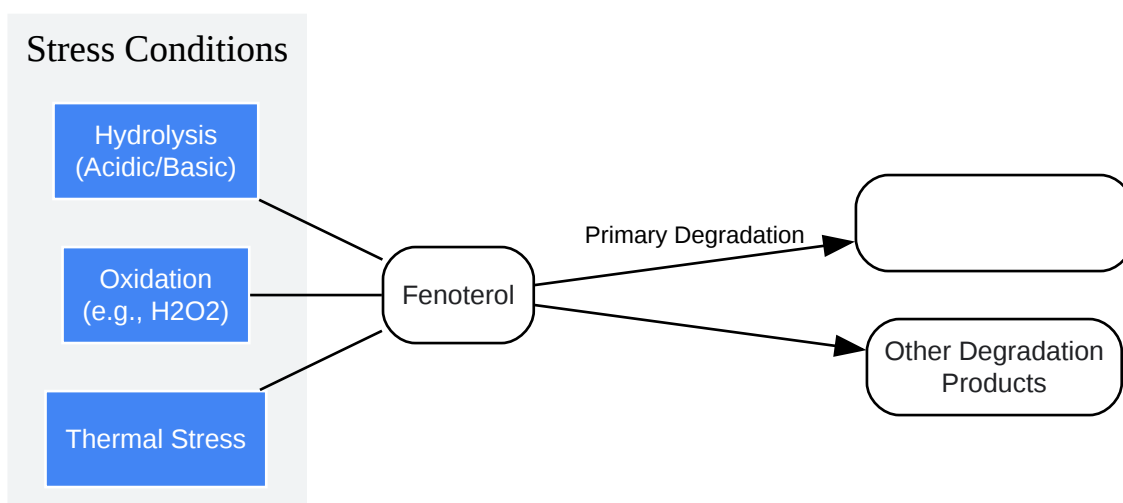 Stress Conditions
Hydrolysis
(Acidic/Basic)
Oxidation
(e.g., H2O2)
Thermal Stress
Fenoterol
Primary Degradation
Other Degradation
Products